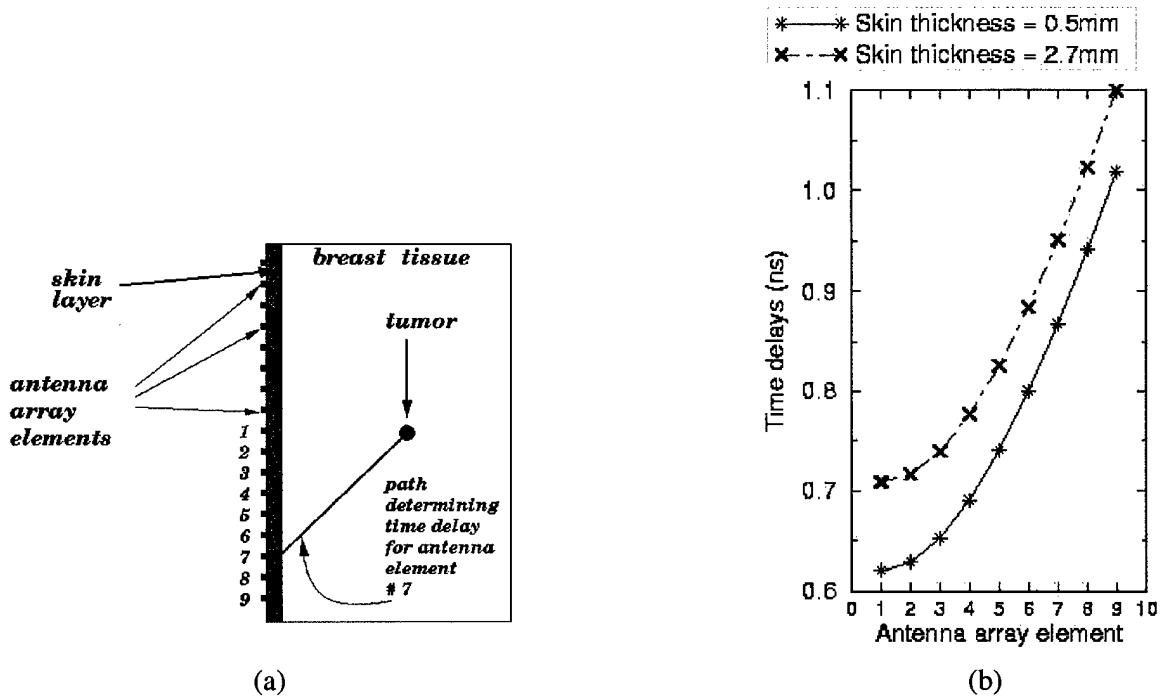 skin
layer
antenna
array
elements
breast tissue
tumor
1
2
3
4
5
6
7
8
9
path
determining
time delay
for antenna
element
# 7
(a)
Skin thickness = 0.5mm
Skin thickness = 2.7mm
1.1
1.0
0.9
0.8
0.7
0.6
Time delays (ns)
0 1 2 3 4 5 6 7 8 9 10
Antenna array element
(b)